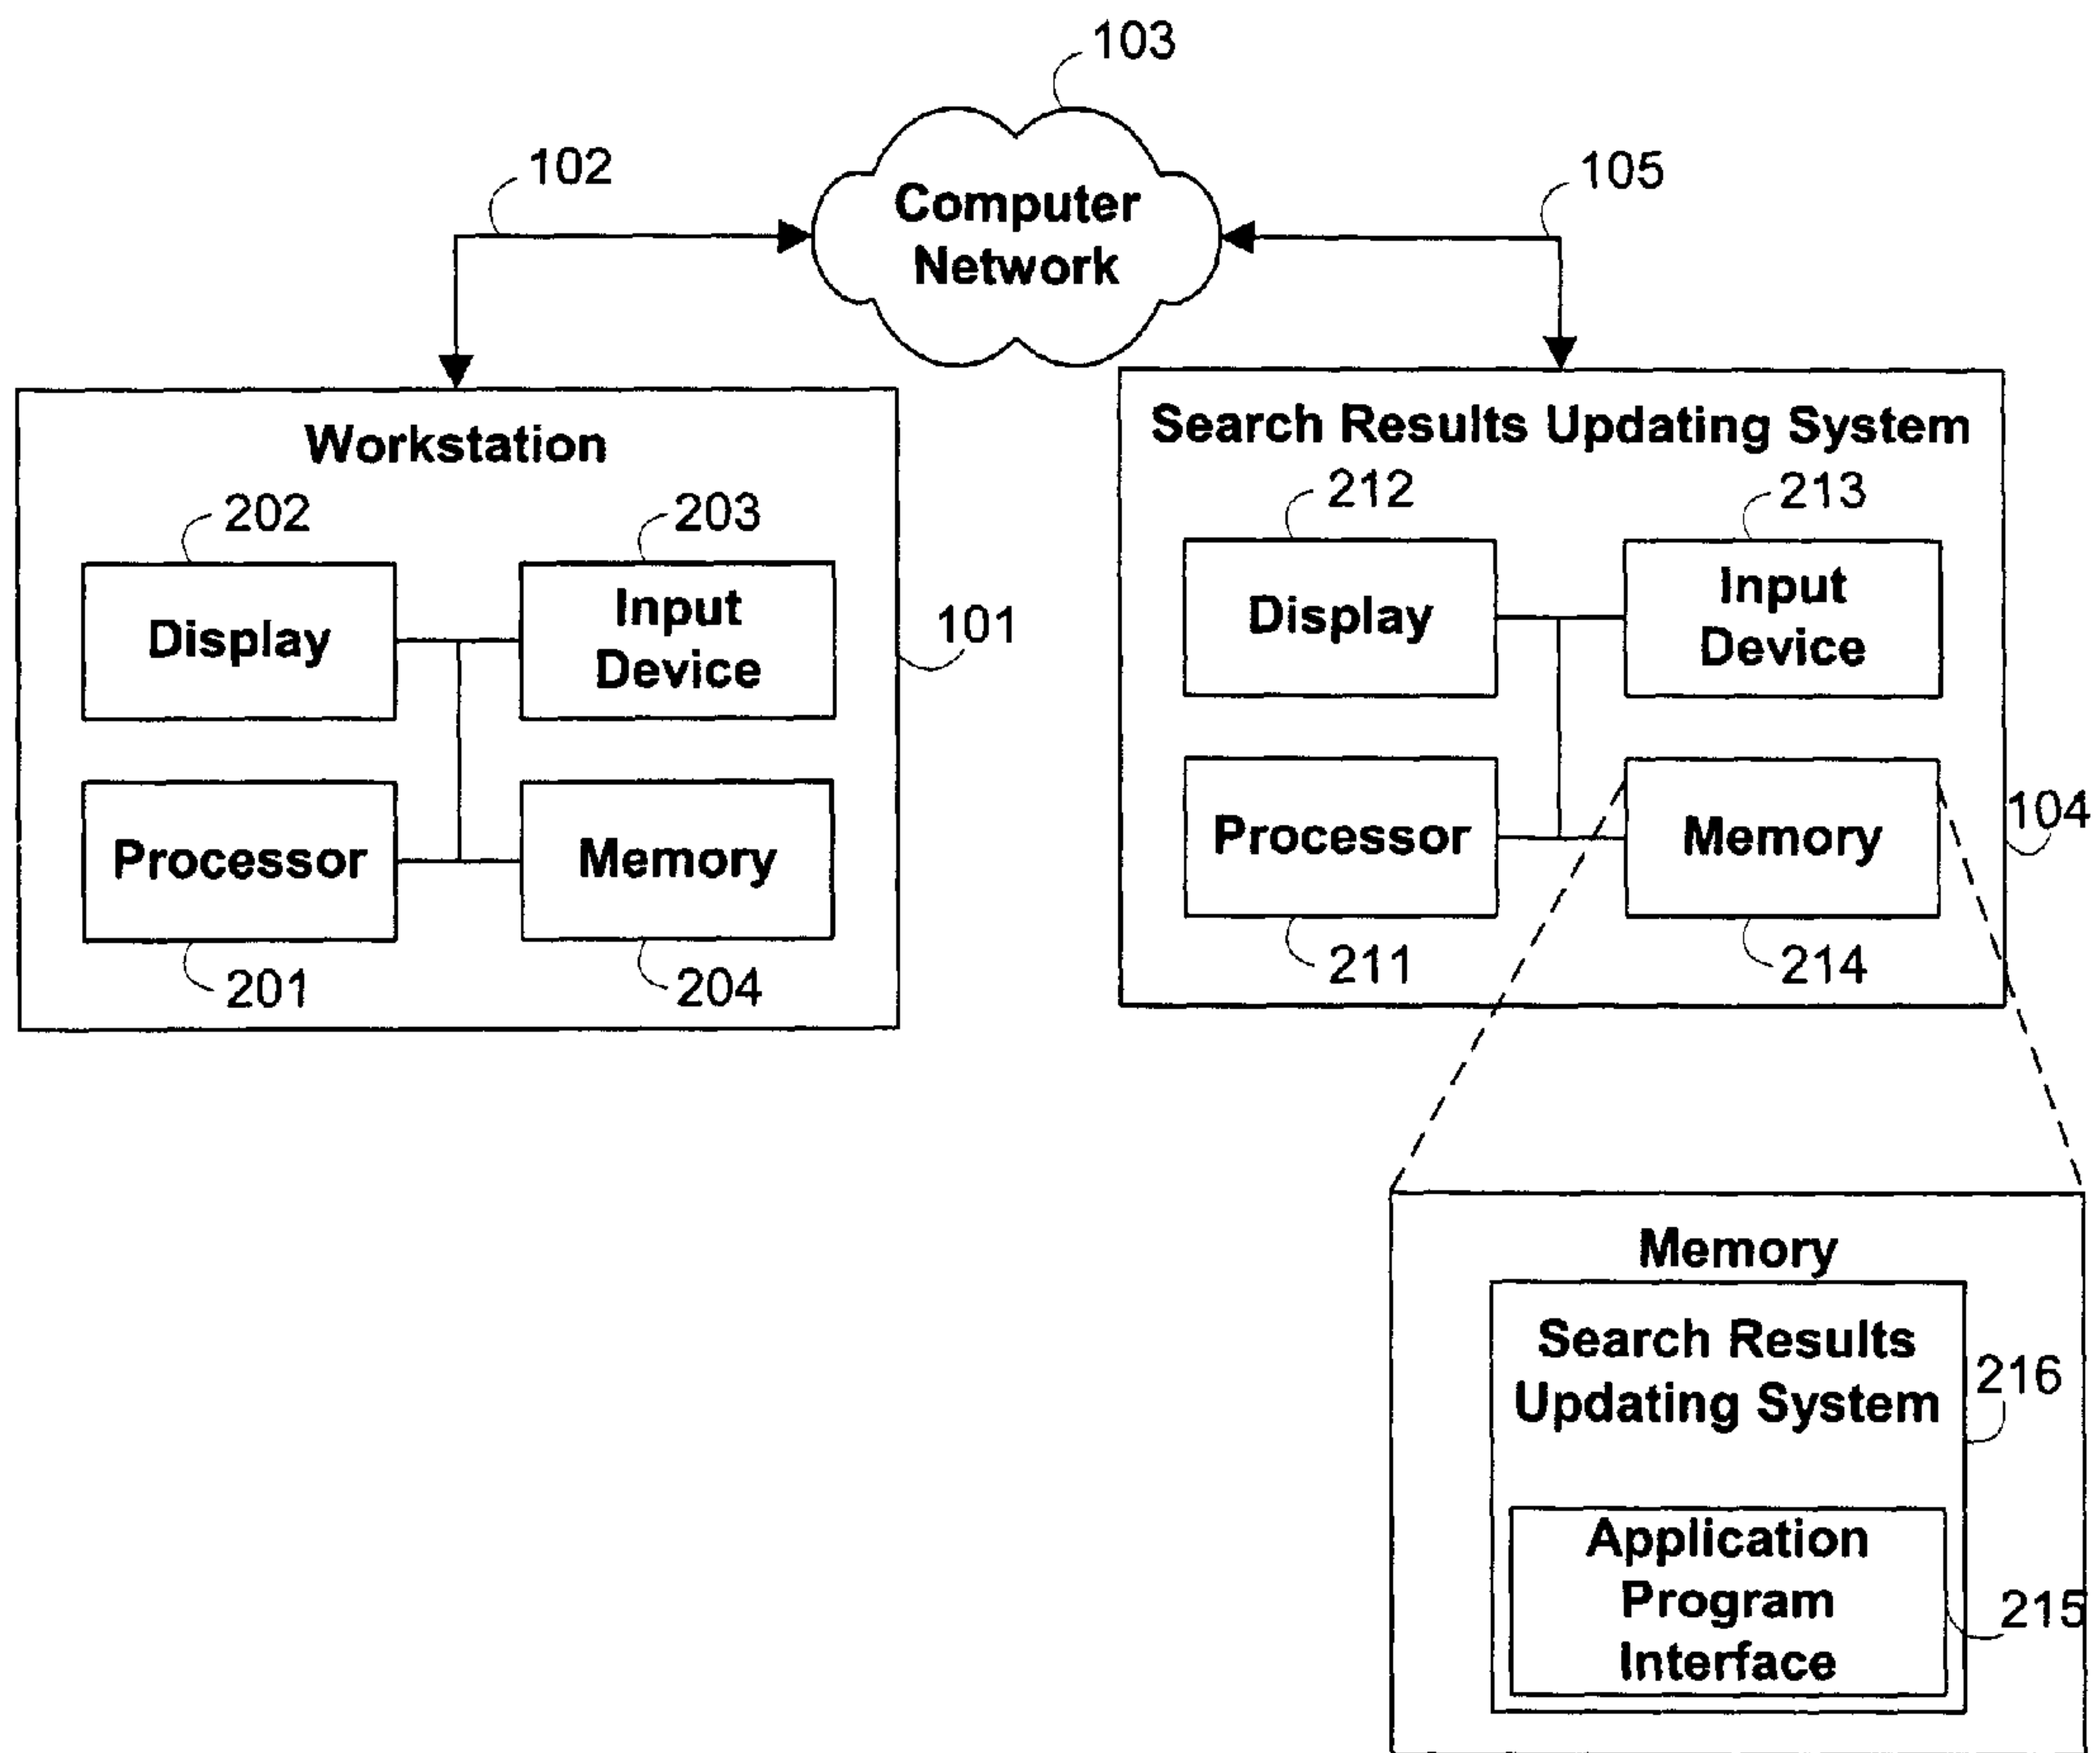 103
102
105
Computer
Network
Workstation
Search Results Updating System
202
203
212
213
Display
Input
Device
101
Display
Input
Device
Processor
Memory
Processor
Memory
104
201
204
211
214
Memory
Search Results
Updating System
216
Application
Program
Interface
215